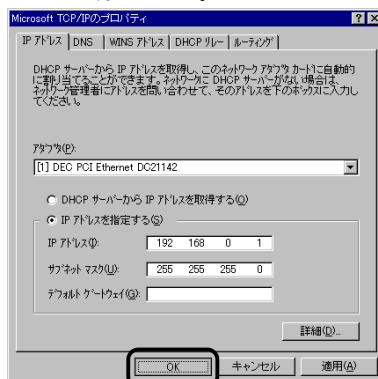 Microsoft TCP/IPのプロパティ
IP アドレス DNS WINS アドレス DHCP リレー ルーティング
DHCP サーバーから IP アドレスを取得し、このネットワーク アダプタ カードに自動的
に割り当てることができます。ネットワークに DHCP サーバーがない場合は、
ネットワーク管理者にアドレスを問い合わせて、そのアドレスを下のボックスに入力し
てください。
アダプタ(P):
[1] DEC PCI Ethernet DC21142
DHCP サーバーから IP アドレスを取得する(O)
IP アドレスを指定する(S)
IP アドレス(I): 192 168 0 1
サブネット マスク(U): 255 255 255 0
デフォルト ゲートウェイ(G):
詳細(D)...
OK キャンセル 適用(A)